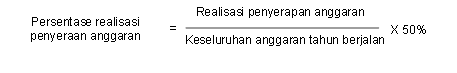 Persentase realisasi
penyeraan anggaran
=
Realisasi penyerapan anggaran
Keseluruhan anggaran tahun berjalan
X 50%